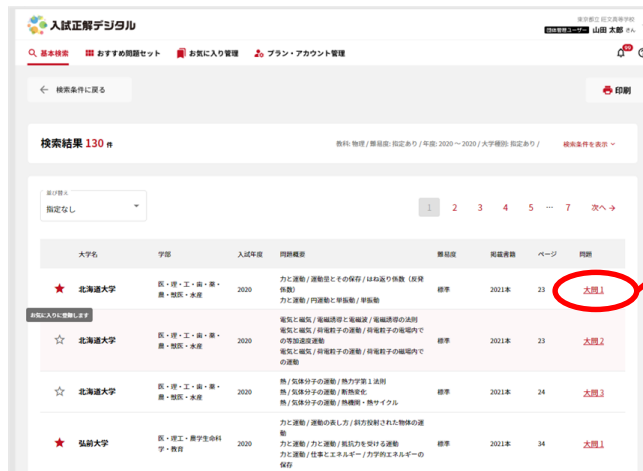 入試正解デジタル
東京都立 旺文高等学校
団体管理ユーザー 山田 太郎 さん
基本検索 おすすめ問題セット お気に入り管理 プラン・アカウント管理
99
← 検索条件に戻る
印刷
検索結果 130 件
教科: 物理 / 難易度: 指定あり / 年度: 2020 ～ 2020 / 大学種別: 指定あり /
検索条件を表示
並び替え
指定なし
1 2 3 4 5 … 7 次へ →
大学名 学部 入試年度 問題概要 難易度 掲載書籍 ページ 問題
北海道大学 医・理・工・歯・薬・農・獣医・水産 2020 力と運動 / 運動量とその保存 / はね返り係数（反発係数）
力と運動 / 円運動と単振動 / 単振動 標準 2021本 23 大問1
お気に入りに登録します
北海道大学 医・理・工・歯・薬・農・獣医・水産 2020 電気と磁気 / 電磁誘導と電磁波 / 電磁誘導の法則
電気と磁気 / 荷電粒子の運動 / 荷電粒子の電場内での等加速度運動
電気と磁気 / 荷電粒子の運動 / 荷電粒子の磁場内での運動 標準 2021本 23 大問2
北海道大学 医・理・工・歯・薬・農・獣医・水産 2020 熱 / 気体分子の運動 / 熱力学第1法則
熱 / 気体分子の運動 / 断熱変化
熱 / 気体分子の運動 / 熱機関・熱サイクル 標準 2021本 24 大問3
弘前大学 医・理工・農学生命科学・教育 2020 力と運動 / 運動の表し方 / 斜方投射された物体の運動
力と運動 / 力と運動 / 抵抗力を受ける運動
力と運動 / 仕事とエネルギー / 力学的エネルギーの保存 標準 2021本 34 大問1